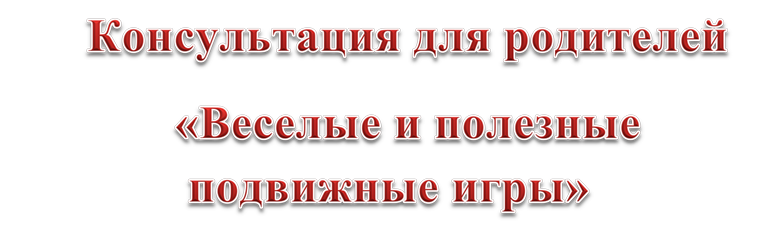 Консультация для родителей
«Веселые и полезные
подвижные игры»